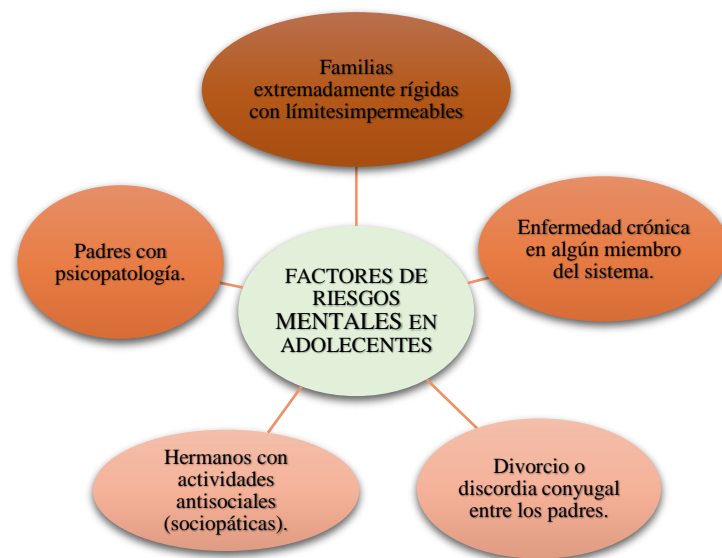 Familias
extremadamente rígidas
con límitesimpermeables
Padres con
psicopatología.
Enfermedad crónica
en algún miembro
del sistema.
FACTORES DE
RIESGOS
MENTALES EN
ADOLECENTES
Hermanos con
actividades
antisociales
(sociopáticas).
Divorcio o
discordia conyugal
entre los padres.